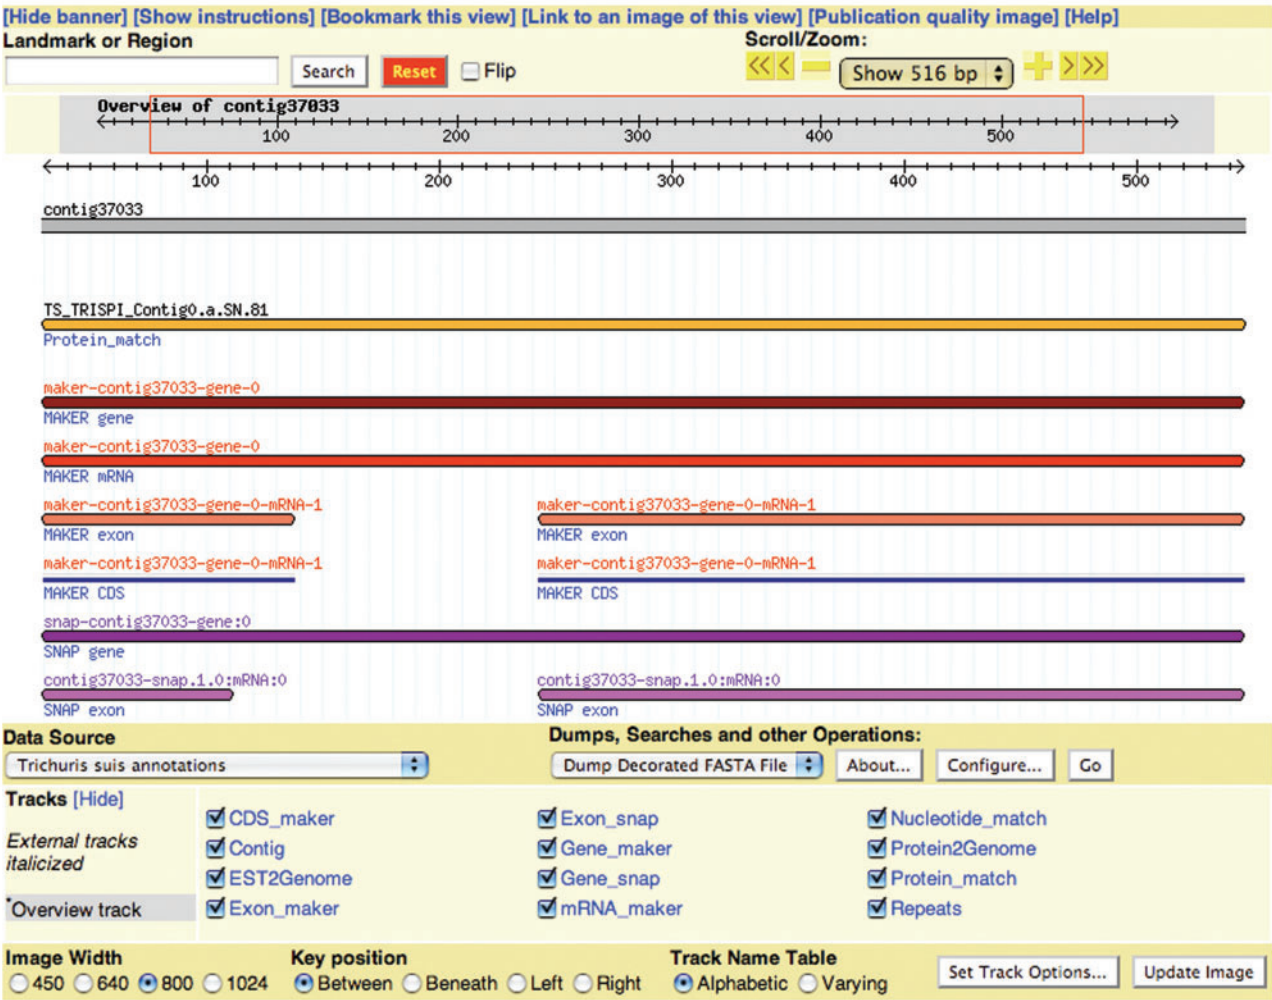 [Hide banner] [Show instructions] [Bookmark this view] [Link to an image of this view] [Publication quality image] [Help]
Landmark or Region
Scroll/Zoom:
Search Reset Flip
<< < Show 516 bp > >>
Overview of contig37033
100 200 300 400 500
100 200 300 400 500
contig37033
TS_TRISPI_Contig0.a.SN.81
Protein_match
maker-contig37033-gene-0
MAKER gene
maker-contig37033-gene-0
MAKER mRNA
maker-contig37033-gene-0-mRNA-1 maker-contig37033-gene-0-mRNA-1
MAKER exon MAKER exon
maker-contig37033-gene-0-mRNA-1 maker-contig37033-gene-0-mRNA-1
MAKER CDS MAKER CDS
snap-contig37033-gene:0
SNAP gene
contig37033-snap.1.0:mRNA:0 contig37033-snap.1.0:mRNA:0
SNAP exon SNAP exon
Data Source Dumps, Searches and other Operations:
Trichuris suis annotations Dump Decorated FASTA File About... Configure... Go
Tracks [Hide]
External tracks
italicized
*Overview track
CDS_maker Exon_snap Nucleotide_match
Contig Gene_maker Protein2Genome
EST2Genome Gene_snap Protein_match
Exon_maker mRNA_maker Repeats
Image Width Key position Track Name Table
450 640 800 1024 Between Beneath Left Right Alphabetic Varying Set Track Options... Update Image